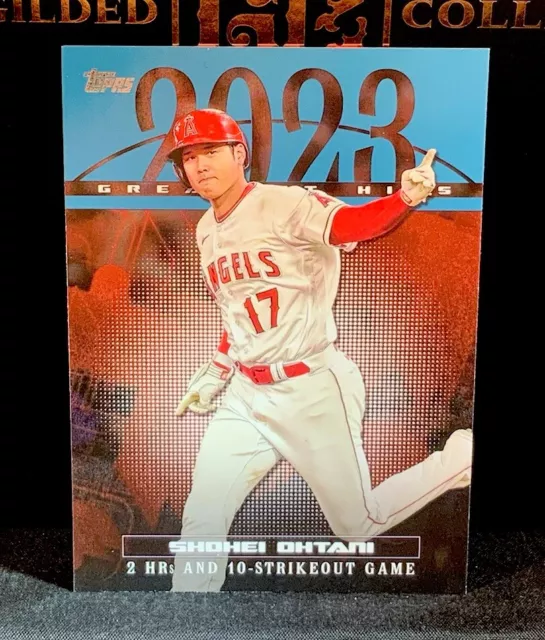 GILDED
COLL
topps
2023
GREATEST HITS
A
A
ANGELS
17
SHOHEI OHTANI
2 HRs AND 10-STRIKEOUT GAME